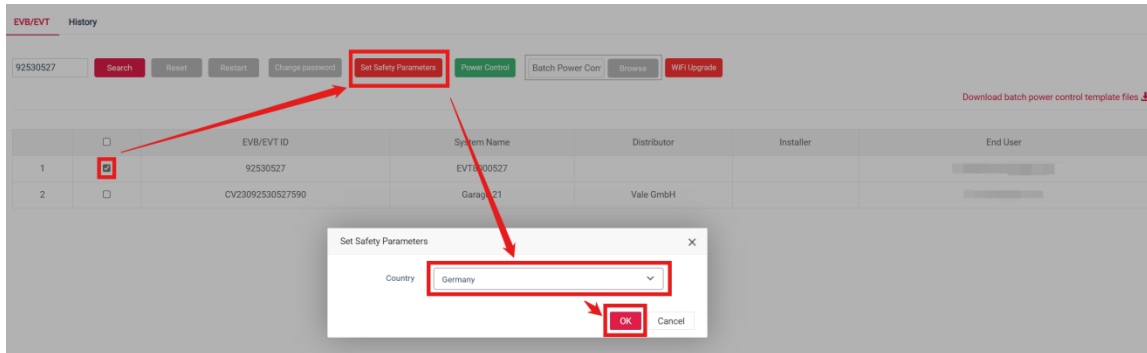 EVB/EVT History
92530527 Search Reset Restart Change password Set Safety Parameters Power Control Batch Power Con Browse WiFi Upgrade
Download batch power control template files
EVB/EVT ID System Name Distributor Installer End User
1 92530527 EVT8000527
2 CV23092530527590 Garage 21 Vale GmbH
Set Safety Parameters
Country Germany
OK Cancel